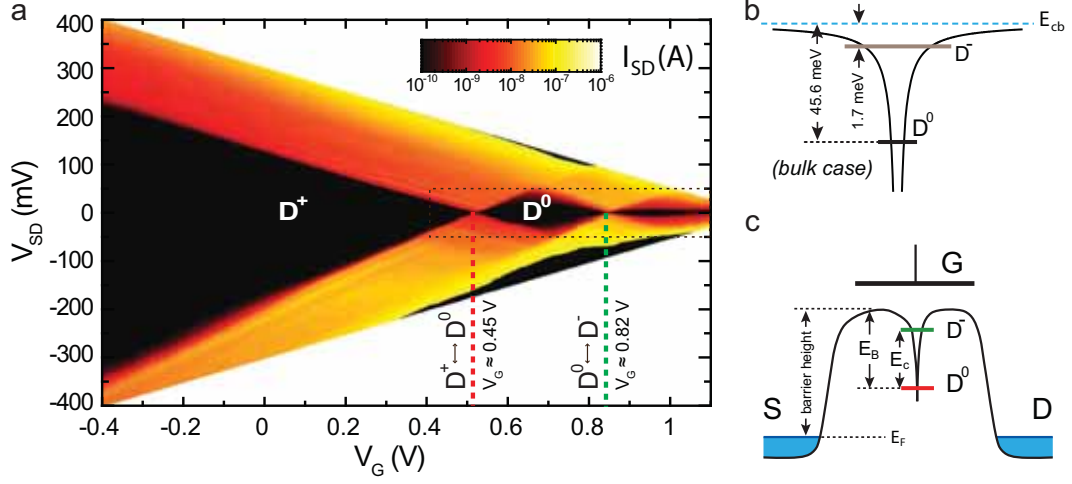 a
400
300
200
100
0
-100
-200
-300
-400
V_SD (mV)
-0.4
-0.2
0
0.2
0.4
0.6
0.8
1.0
V_G (V)
I_SD (A)
10^-10
10^-9
10^-8
10^-7
10^-6
D^+
D^0
D^+ ↔ D^0
V_G ≈ 0.45 V
D^0 ↔ D^-
V_G ≈ 0.82 V
b
E_cb
D^-
45.6 meV
1.7 meV
D^0
(bulk case)
c
G
barrier height
E_B
E_c
D^-
D^0
S
D
E_F